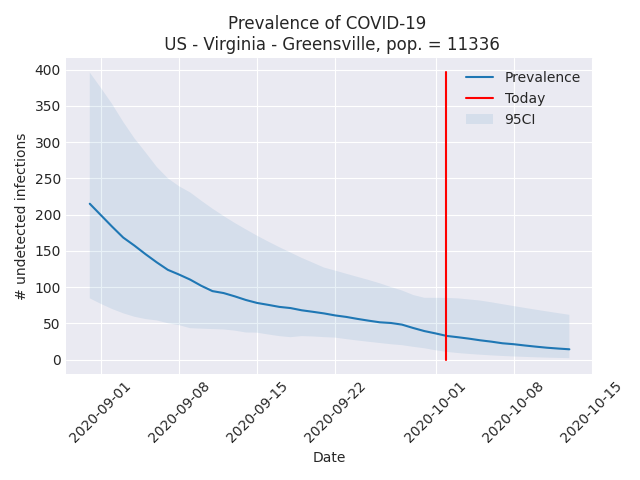 Prevalence of COVID-19
US - Virginia - Greensville, pop. = 11336
400
350
300
250
200
150
100
50
0
# undetected infections
Prevalence
Today
95CI
2020-09-01
2020-09-08
2020-09-15
2020-09-22
2020-10-01
2020-10-08
2020-10-15
Date